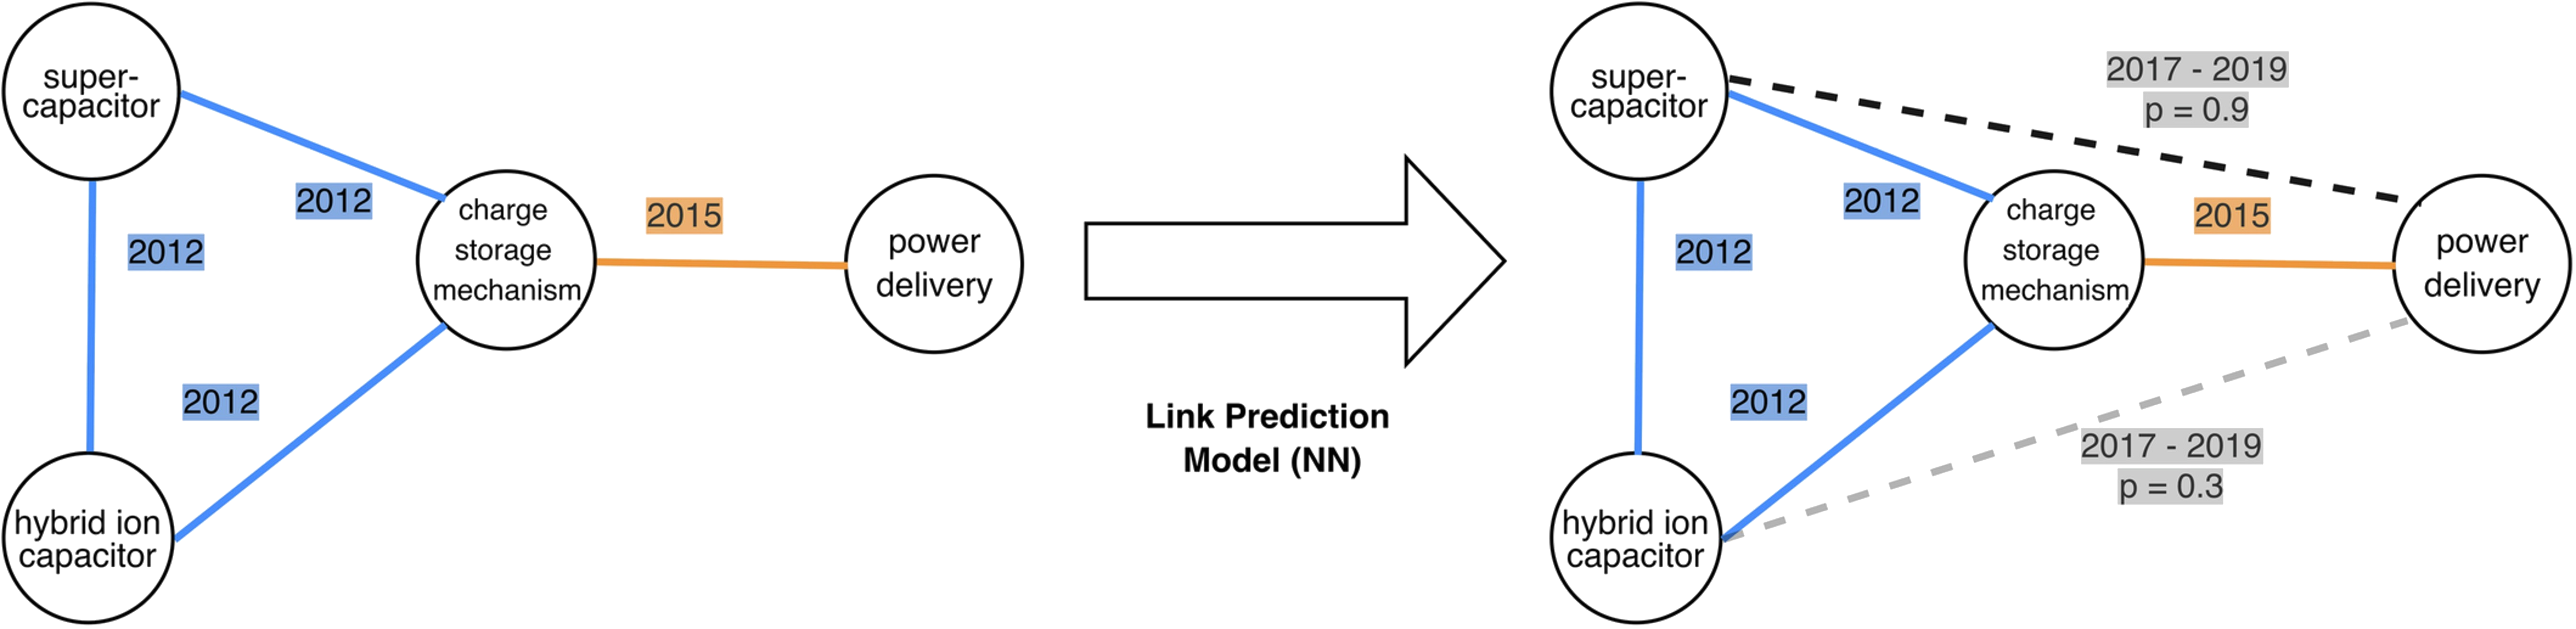 super-
capacitor
2012
2012
charge
storage
mechanism
2015
power
delivery
2012
hybrid ion
capacitor
Link Prediction
Model (NN)
super-
capacitor
2017 - 2019
p = 0.9
2012
2012
charge
storage
mechanism
2015
power
delivery
2012
2017 - 2019
p = 0.3
hybrid ion
capacitor